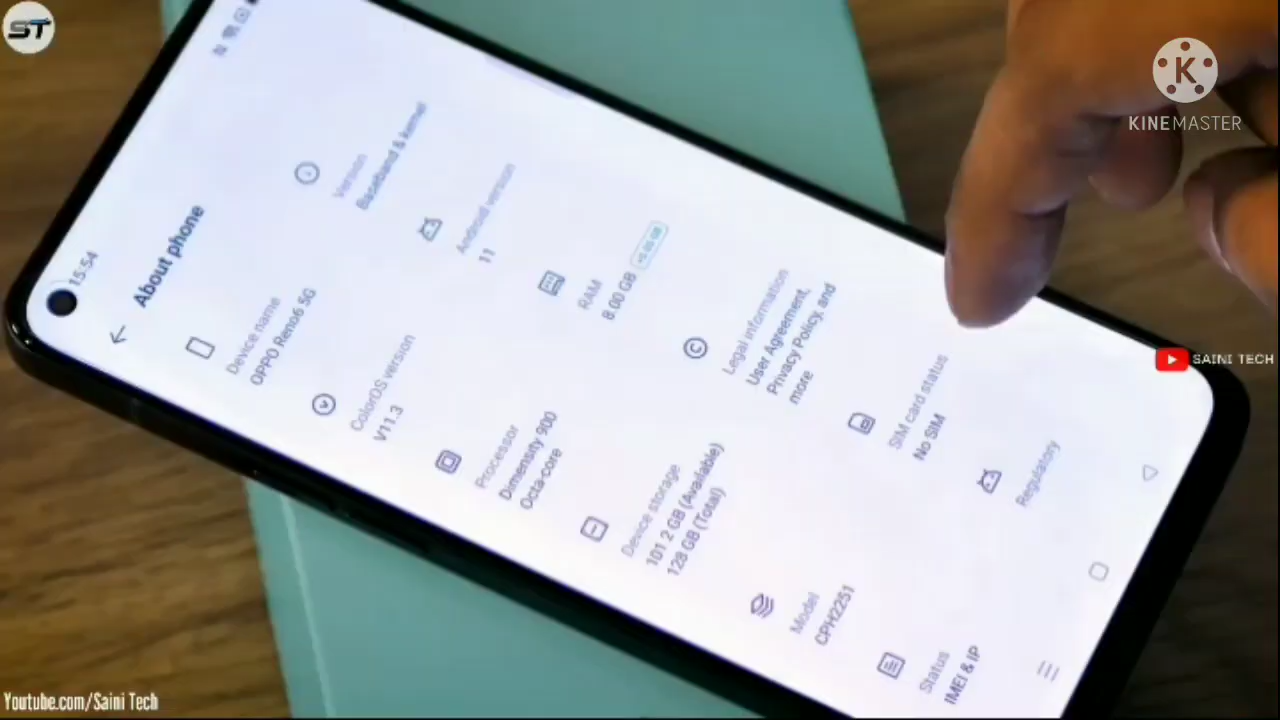 ST
K
KINEMASTER
15:54
About phone
Device name
OPPO Reno6 5G
Version
Baseband & kernel
ColorOS version
V11.3
Android version
11
Processor
Dimensity 900
Octa-core
RAM
8.00 GB
Device storage
101 2 GB (Available)
128 GB (Total)
Legal information
User Agreement,
Privacy Policy, and
more
Model
CPH2251
SIM card status
No SIM
Status
IMEI & IP
Regulatory
SAINI TECH
Youtube.com/Saini Tech